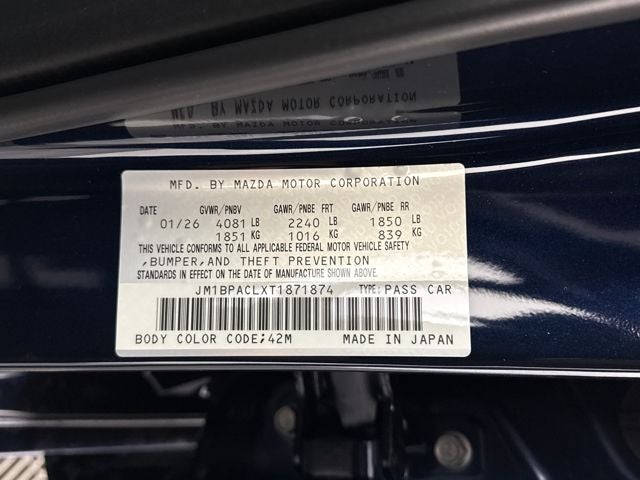 MFD. BY MAZDA MOTOR CORPORATION
DATE GVWR/PNBV GAWR/PNBE FRT GAWR/PNBE RR
01/26 4081 LB 2240 LB 1850 LB
1851 KG 1016 KG 839 KG
THIS VEHICLE CONFORMS TO ALL APPLICABLE FEDERAL MOTOR VEHICLE SAFETY
,BUMPER,AND THEFT PREVENTION
STANDARDS IN EFFECT ON THE DATE OF MANUFACTURE SHOWN ABOVE.
JM1BPACLXT1871874 TYPE: PASS CAR
BODY COLOR CODE;42M MADE IN JAPAN